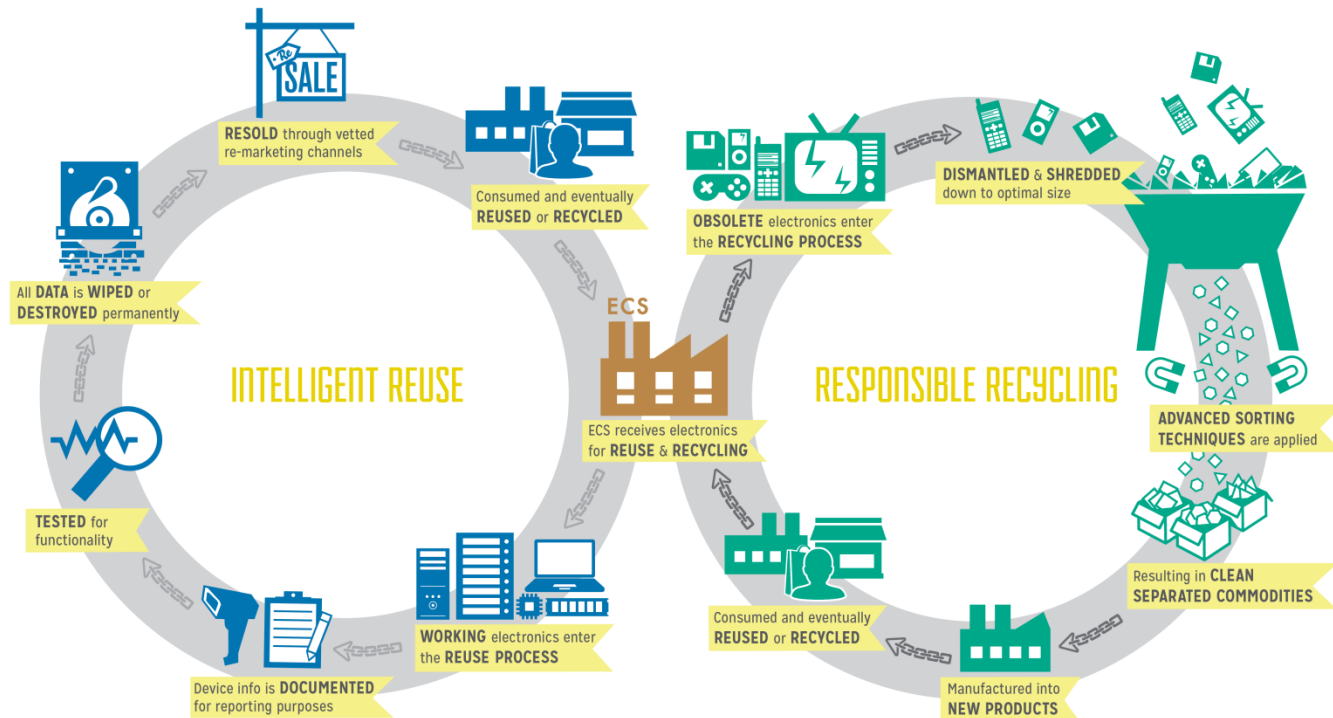 Re
SALE
RESOLD through vetted
re-marketing channels
Consumed and eventually
REUSED or RECYCLED
All DATA is WIPED or
DESTROYED permanently
INTELLIGENT REUSE
TESTED for
functionality
Device info is DOCUMENTED
for reporting purposes
WORKING electronics enter
the REUSE PROCESS
ECS
ECS receives electronics
for REUSE & RECYCLING
OBSOLETE electronics enter
the RECYCLING PROCESS
DISMANTLED & SHREDDED
down to optimal size
RESPONSIBLE RECYCLING
ADVANCED SORTING
TECHNIQUES are applied
Resulting in CLEAN
SEPARATED COMMODITIES
Manufactured into
NEW PRODUCTS
Consumed and eventually
REUSED or RECYCLED